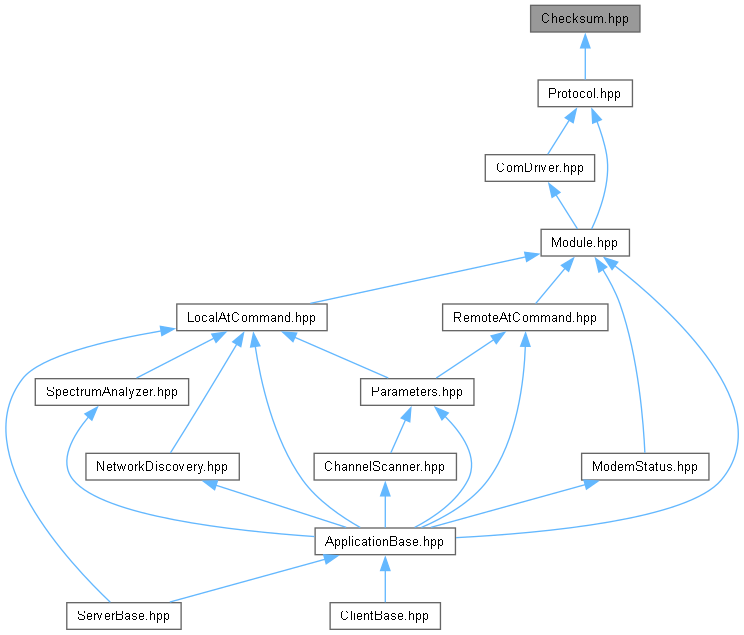 Checksum.hpp
Protocol.hpp
ComDriver.hpp
Module.hpp
LocalAtCommand.hpp
RemoteAtCommand.hpp
SpectrumAnalyzer.hpp
Parameters.hpp
NetworkDiscovery.hpp
ChannelScanner.hpp
ModemStatus.hpp
ApplicationBase.hpp
ServerBase.hpp
ClientBase.hpp